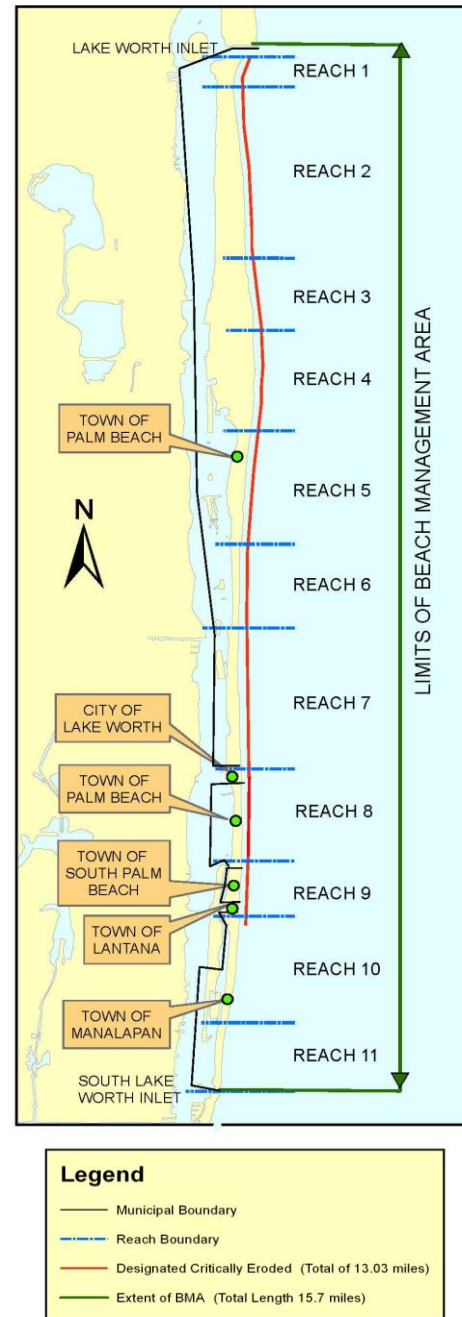 LAKE WORTH INLET
REACH 1
REACH 2
REACH 3
REACH 4
TOWN OF
PALM BEACH
REACH 5
N
REACH 6
LIMITS OF BEACH MANAGEMENT AREA
CITY OF
LAKE WORTH
REACH 7
TOWN OF
PALM BEACH
REACH 8
TOWN OF
SOUTH PALM
BEACH
REACH 9
TOWN OF
LANTANA
REACH 10
TOWN OF
MANALAPAN
REACH 11
SOUTH LAKE
WORTH INLET
Legend
Municipal Boundary
Reach Boundary
Designated Critically Eroded (Total of 13.03 miles)
Extent of BMA (Total Length 15.7 miles)